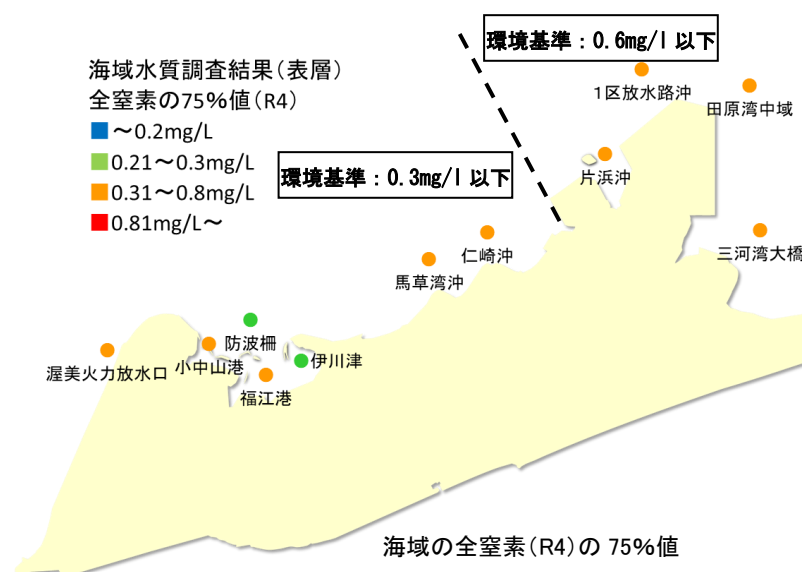 環境基準：0.6mg/l 以下
海域水質調査結果（表層）
全窒素の75%値（R4）
～0.2mg/L
0.21～0.3mg/L
0.31～0.8mg/L
0.81mg/L～
1区放水路沖
田原湾中域
環境基準：0.3mg/l 以下
片浜沖
仁崎沖
三河湾大橋
馬草湾沖
防波柵
伊川津
小中山港
渥美火力放水口
福江港
海域の全窒素（R4）の 75%値